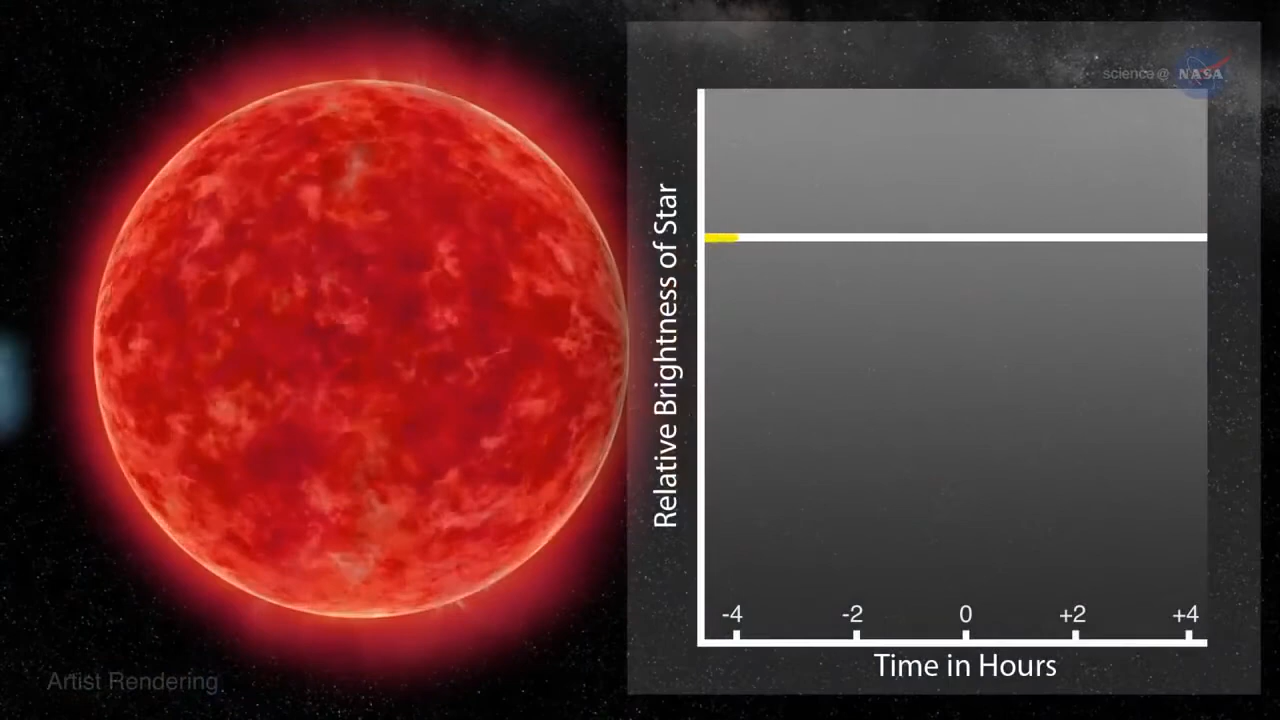 science@ NASA
Relative Brightness of Star
-4 -2 0 +2 +4
Time in Hours
Artist Rendering